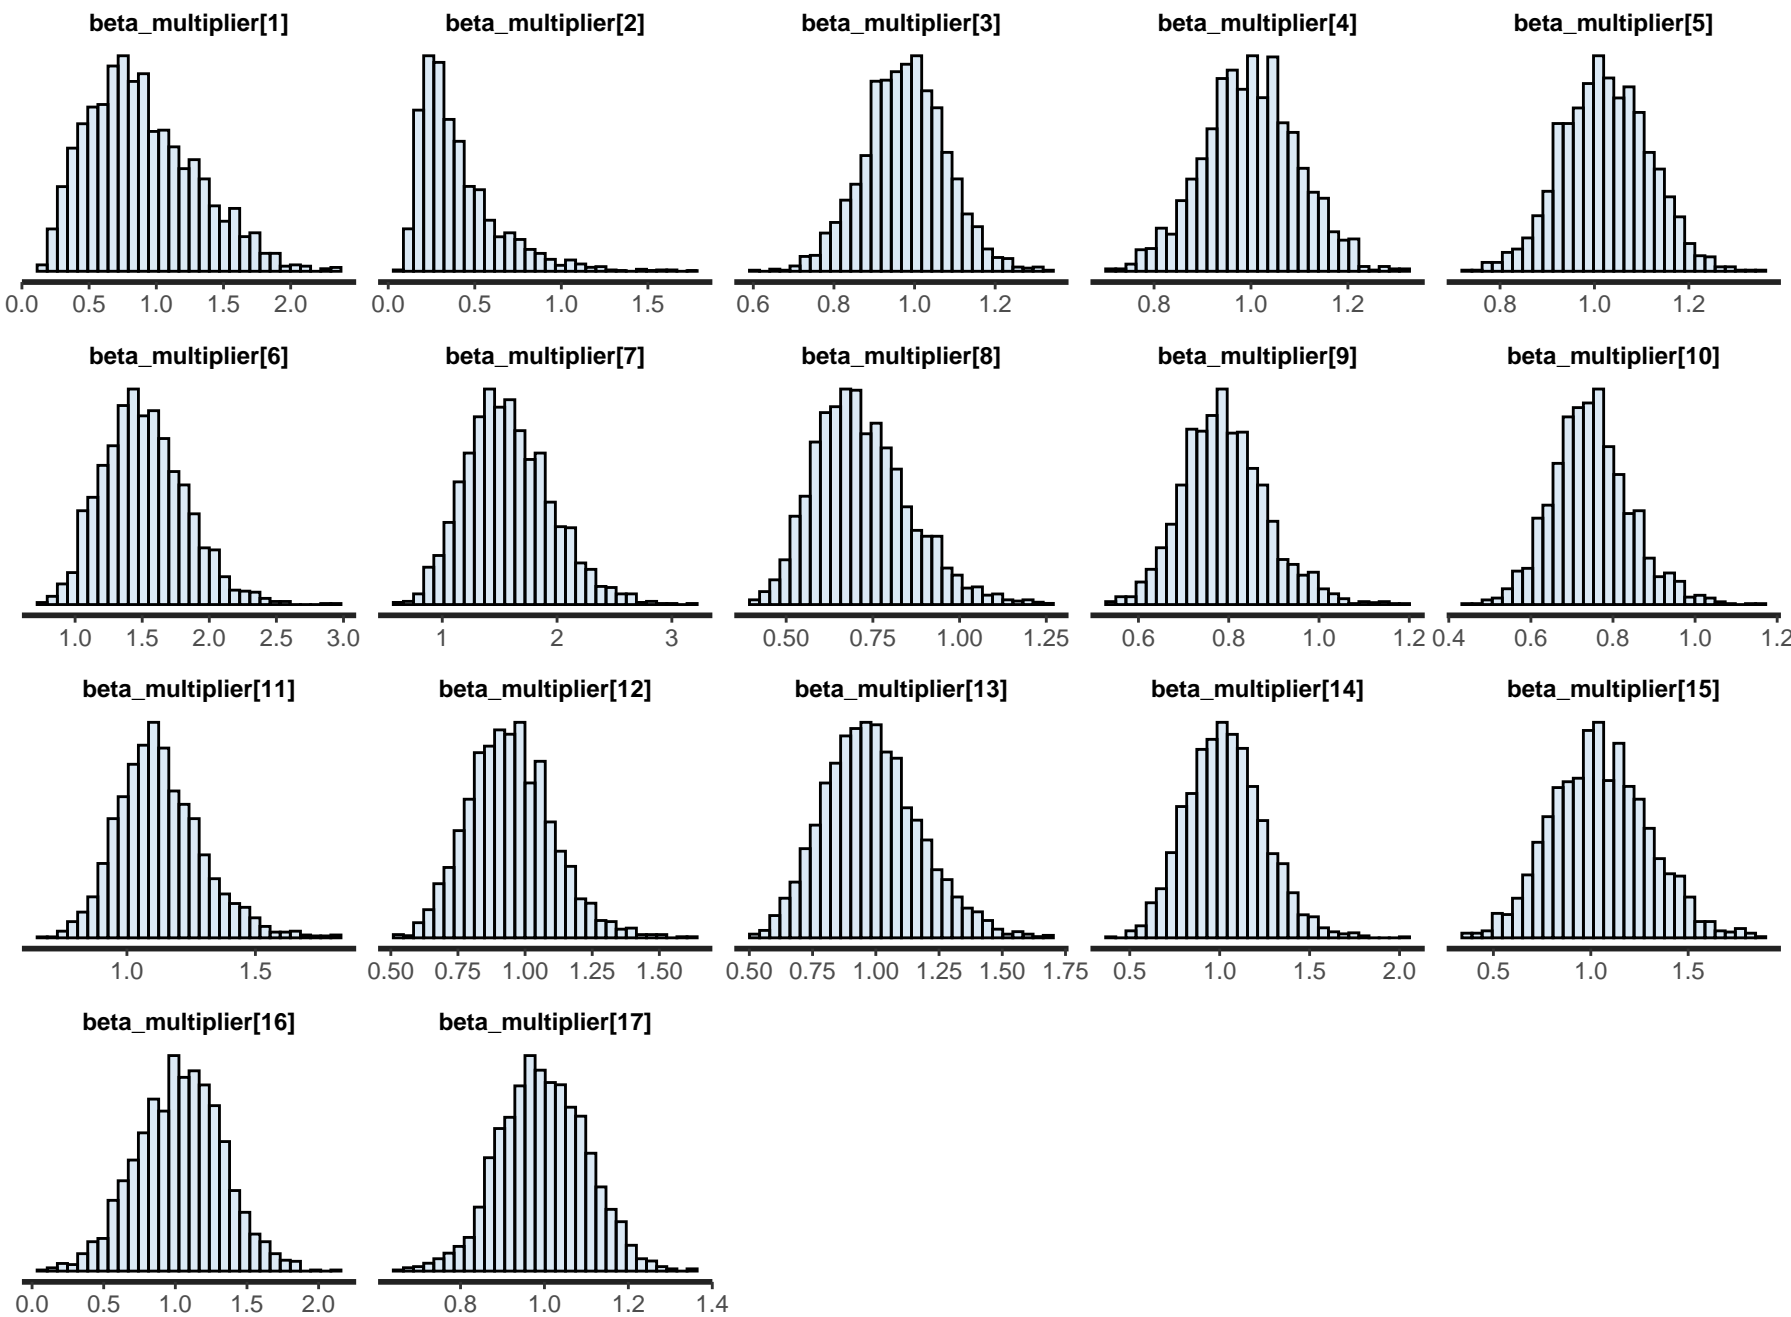 beta_multiplier[1] beta_multiplier[2] beta_multiplier[3] beta_multiplier[4] beta_multiplier[5]
0.0 0.5 1.0 1.5 2.0 0.0 0.5 1.0 1.5 0.6 0.8 1.0 1.2 0.8 1.0 1.2 0.8 1.0 1.2
beta_multiplier[6] beta_multiplier[7] beta_multiplier[8] beta_multiplier[9] beta_multiplier[10]
1.0 1.5 2.0 2.5 3.0 1 2 3 0.50 0.75 1.00 1.25 0.6 0.8 1.0 1.2 0.4 0.6 0.8 1.0 1.2
beta_multiplier[11] beta_multiplier[12] beta_multiplier[13] beta_multiplier[14] beta_multiplier[15]
1.0 1.5 0.50 0.75 1.00 1.25 1.50 0.50 0.75 1.00 1.25 1.50 1.75 0.5 1.0 1.5 2.0 0.5 1.0 1.5
beta_multiplier[16] beta_multiplier[17]
0.0 0.5 1.0 1.5 2.0 0.8 1.0 1.2 1.4